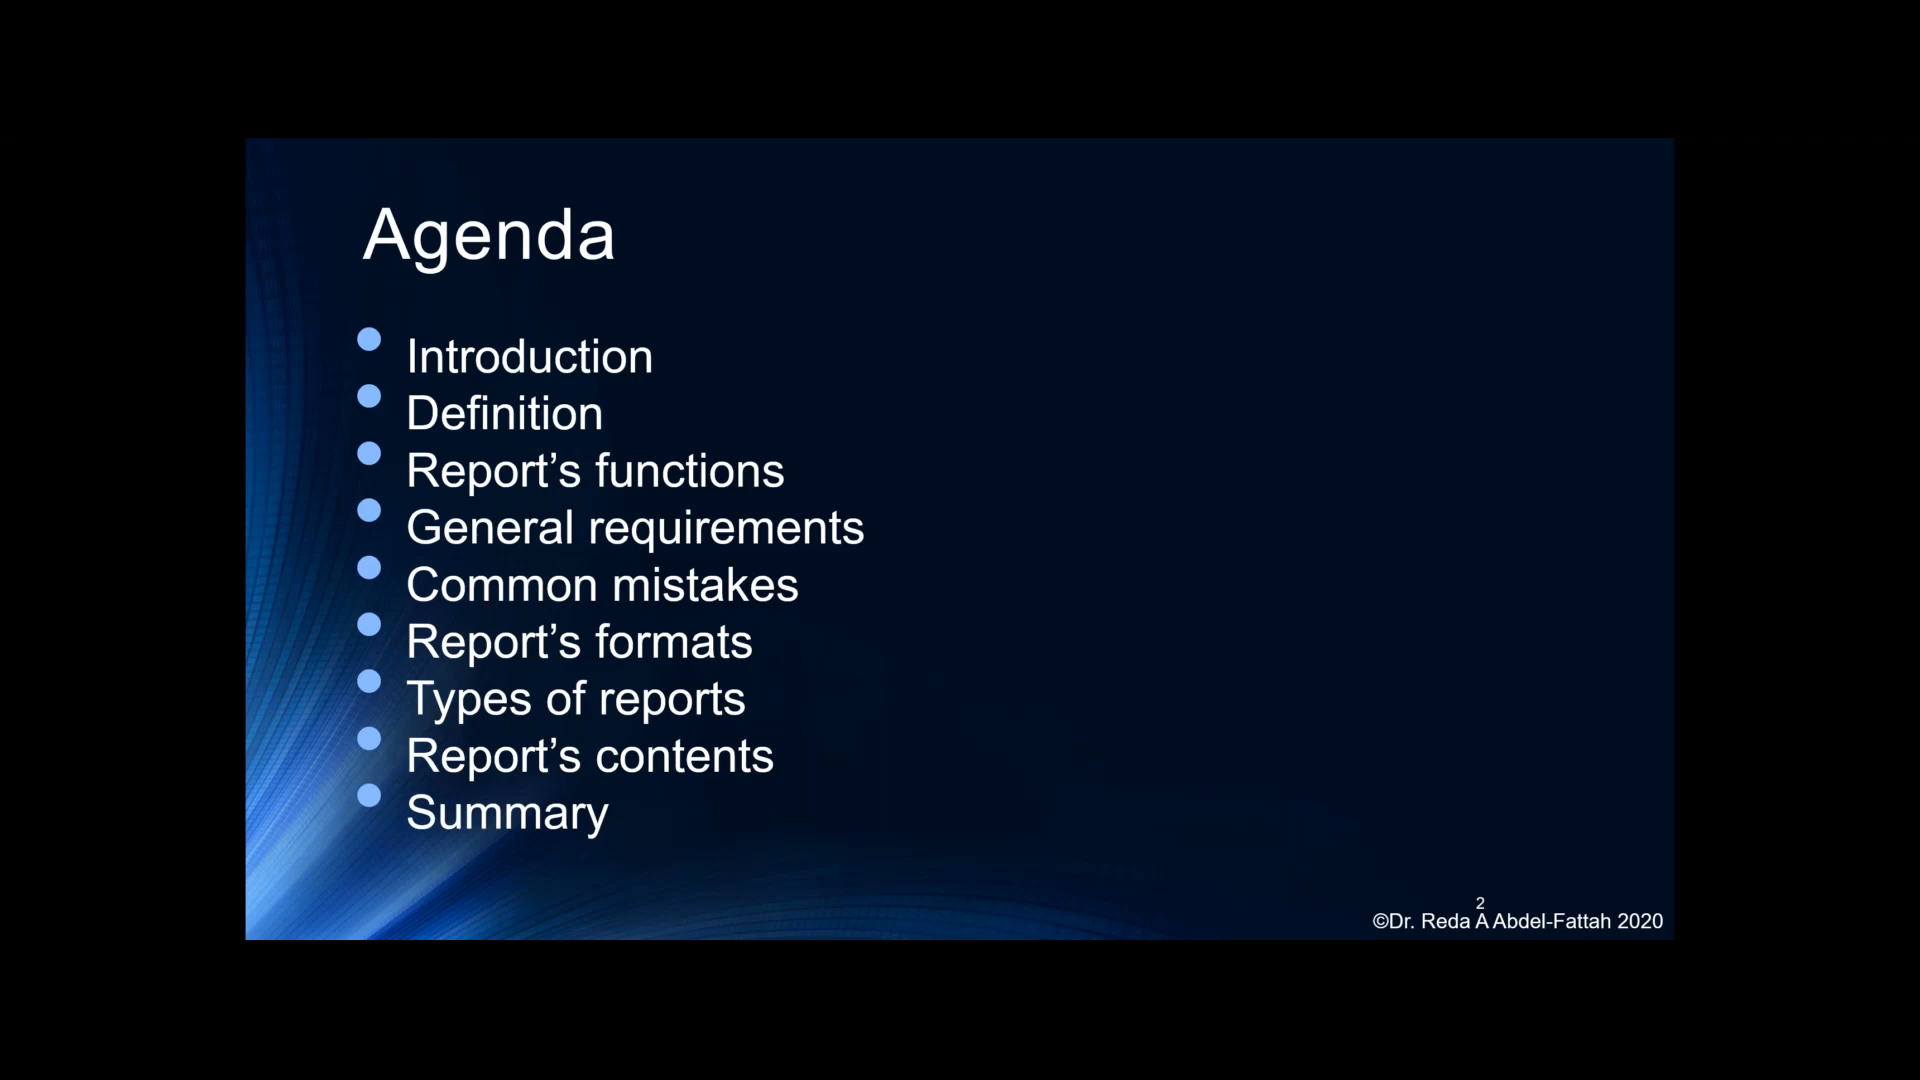 Agenda
Introduction
Definition
Report’s functions
General requirements
Common mistakes
Report’s formats
Types of reports
Report’s contents
Summary
2
©Dr. Reda A Abdel-Fattah 2020